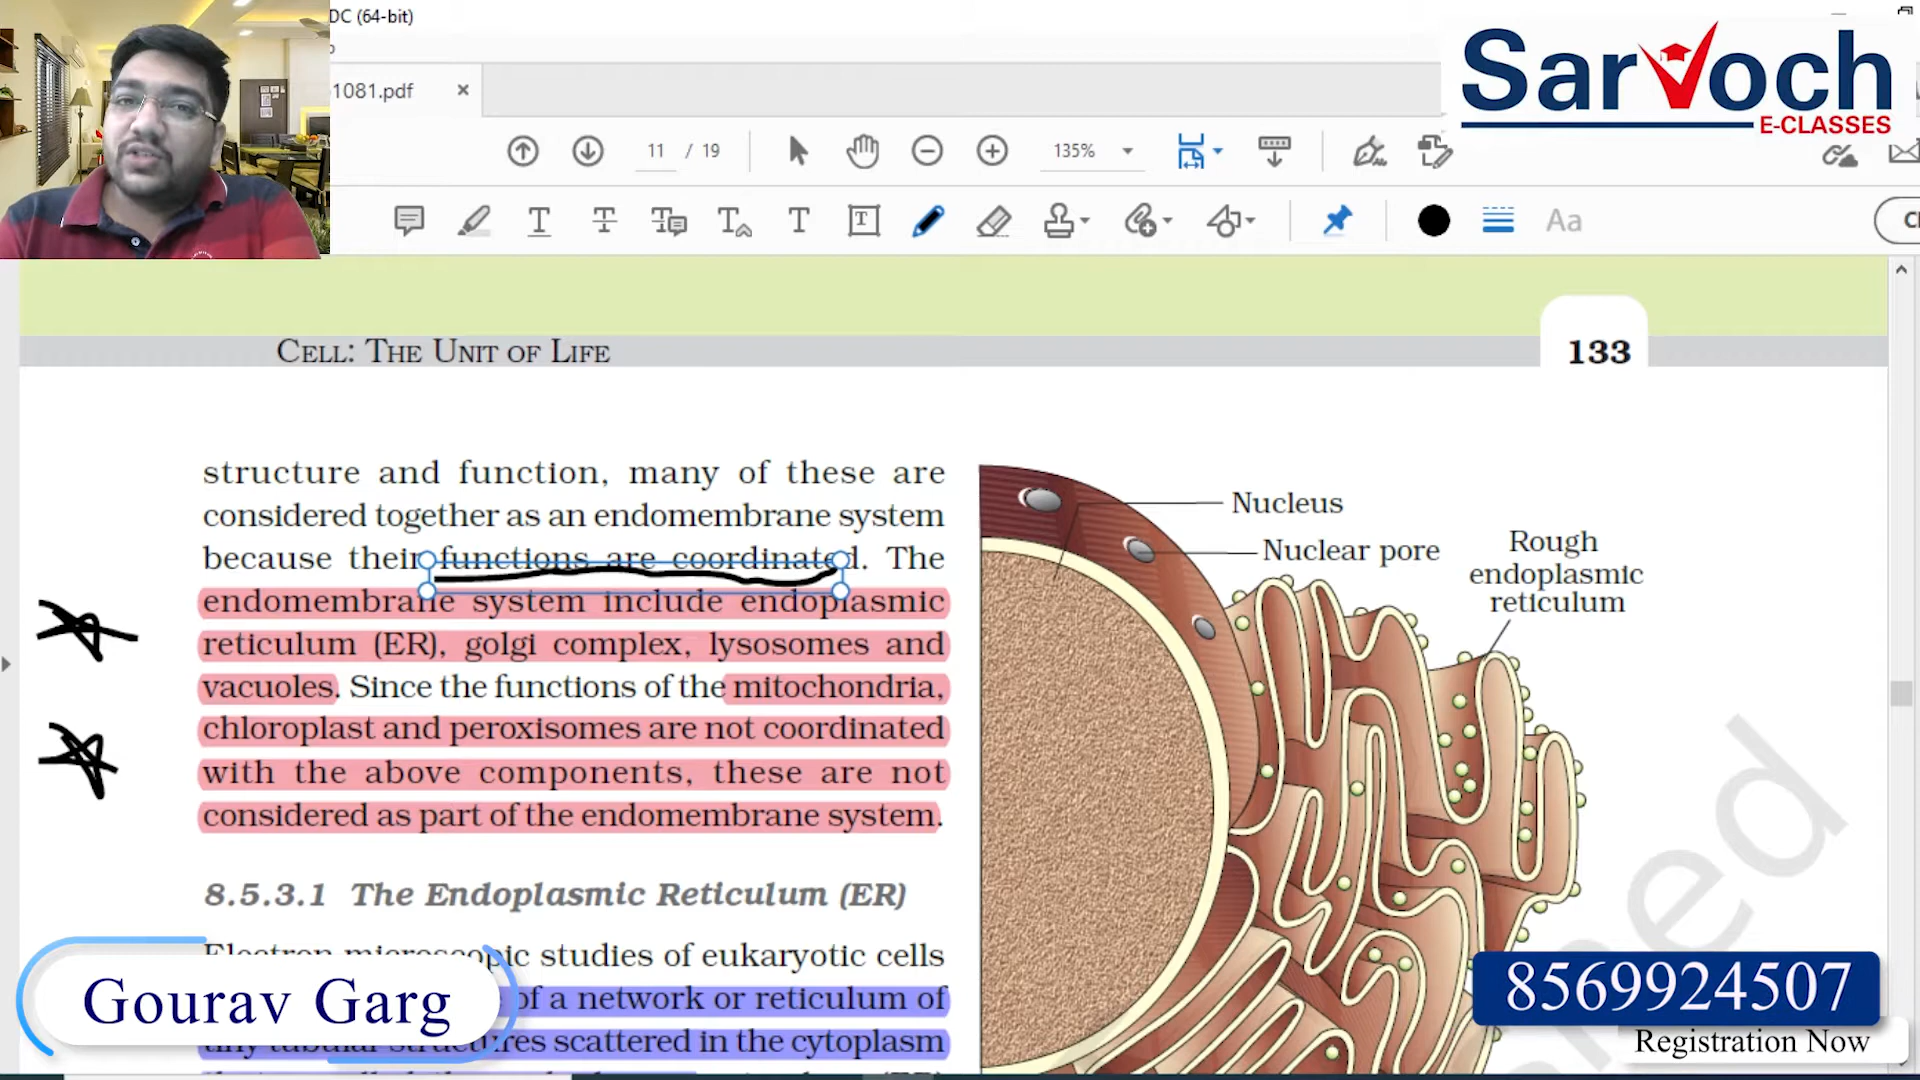 DC (64-bit)
1081.pdf
11 / 19
135%
Aa
Sarvoch
E-CLASSES
CELL: THE UNIT OF LIFE
133
structure and function, many of these are
considered together as an endomembrane system
because their functions are coordinated. The
endomembrane system include endoplasmic
reticulum (ER), golgi complex, lysosomes and
vacuoles. Since the functions of the mitochondria,
chloroplast and peroxisomes are not coordinated
with the above components, these are not
considered as part of the endomembrane system.
8.5.3.1 The Endoplasmic Reticulum (ER)
Electron microscopic studies of eukaryotic cells
of a network or reticulum of
tiny tubular structures scattered in the cytoplasm
Nucleus
Nuclear pore
Rough
endoplasmic
reticulum
Gourav Garg
8569924507
Registration Now